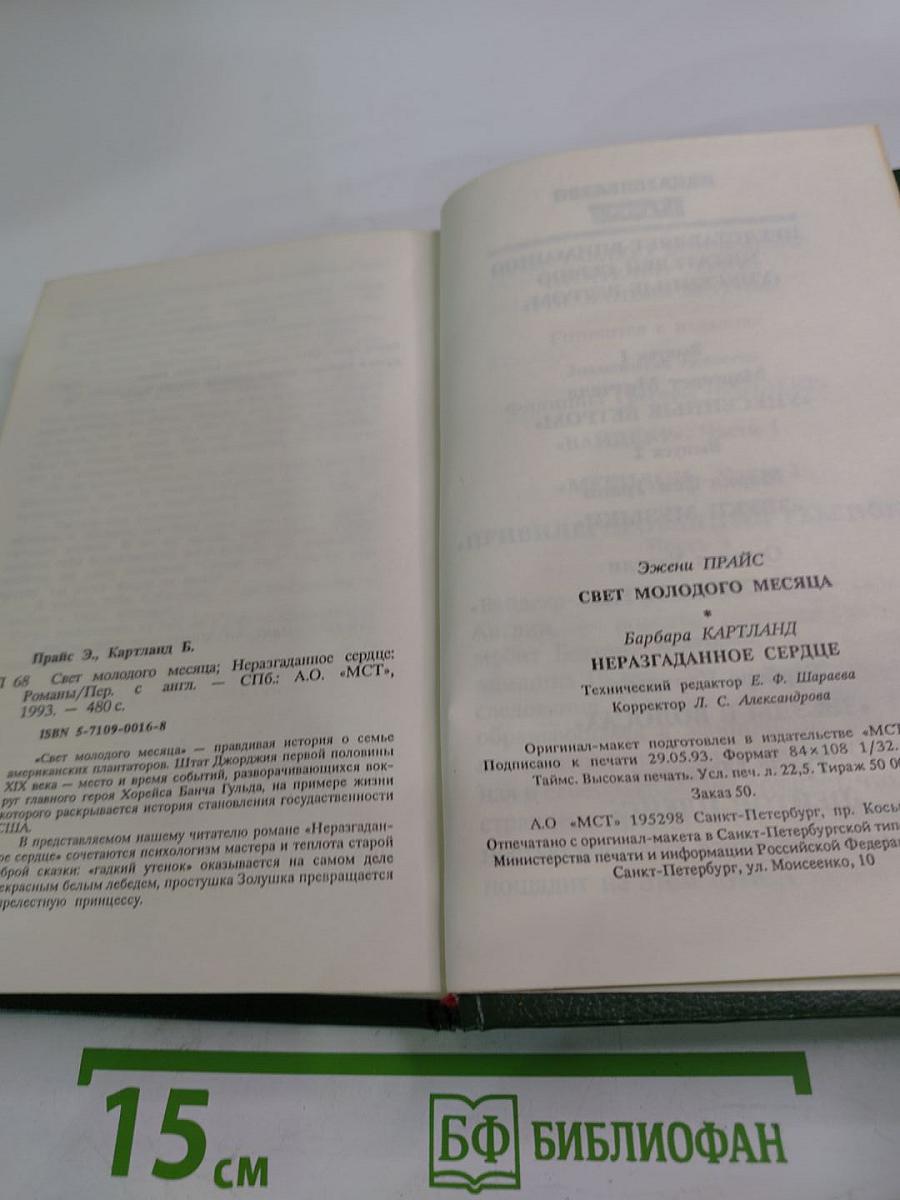 Прайс Э., Картланд Б.
П 68 Свет молодого месяца; Неразгаданное сердце:
Романы/Пер. с англ. — СПб.: А.О. «МСТ»,
1993. — 480 с.
ISBN 5-7109-0016-8
«Свет молодого месяца» — правдивая история о семье
американских плантаторов. Штат Джорджия первой половины
XIX века — место и время событий, разворачивающихся вок-
руг главного героя Хорейса Банча Гульда, на примере жизни
которого раскрывается история становления государственности
США.
В представляемом нашему читателю романе «Неразгадан-
ое сердце» сочетаются психологизм мастера и теплота старой
оброй сказки: «гадкий утенок» оказывается на самом деле
екрасным белым лебедем, простушка Золушка превращается
релестную принцессу.
Эжени ПРАЙС
СВЕТ МОЛОДОГО МЕСЯЦА
*
Барбара КАРТЛАНД
НЕРАЗГАДАННОЕ СЕРДЦЕ
Технический редактор Е. Ф. Шараева
Корректор Л. С. Александрова
Оригинал-макет подготовлен в издательстве «МСТ
Подписано к печати 29.05.93. Формат 84×108 1/32.
Таймс. Высокая печать. Усл. печ. л. 22,5. Тираж 50 00
Заказ 50.
А.О «МСТ» 195298 Санкт-Петербург, пр. Косы
Отпечатано с оригинал-макета в Санкт-Петербургской тип
Министерства печати и информации Российской Федера
Санкт-Петербург, ул. Моисеенко, 10
15 см
БФ БИБЛИОФАН